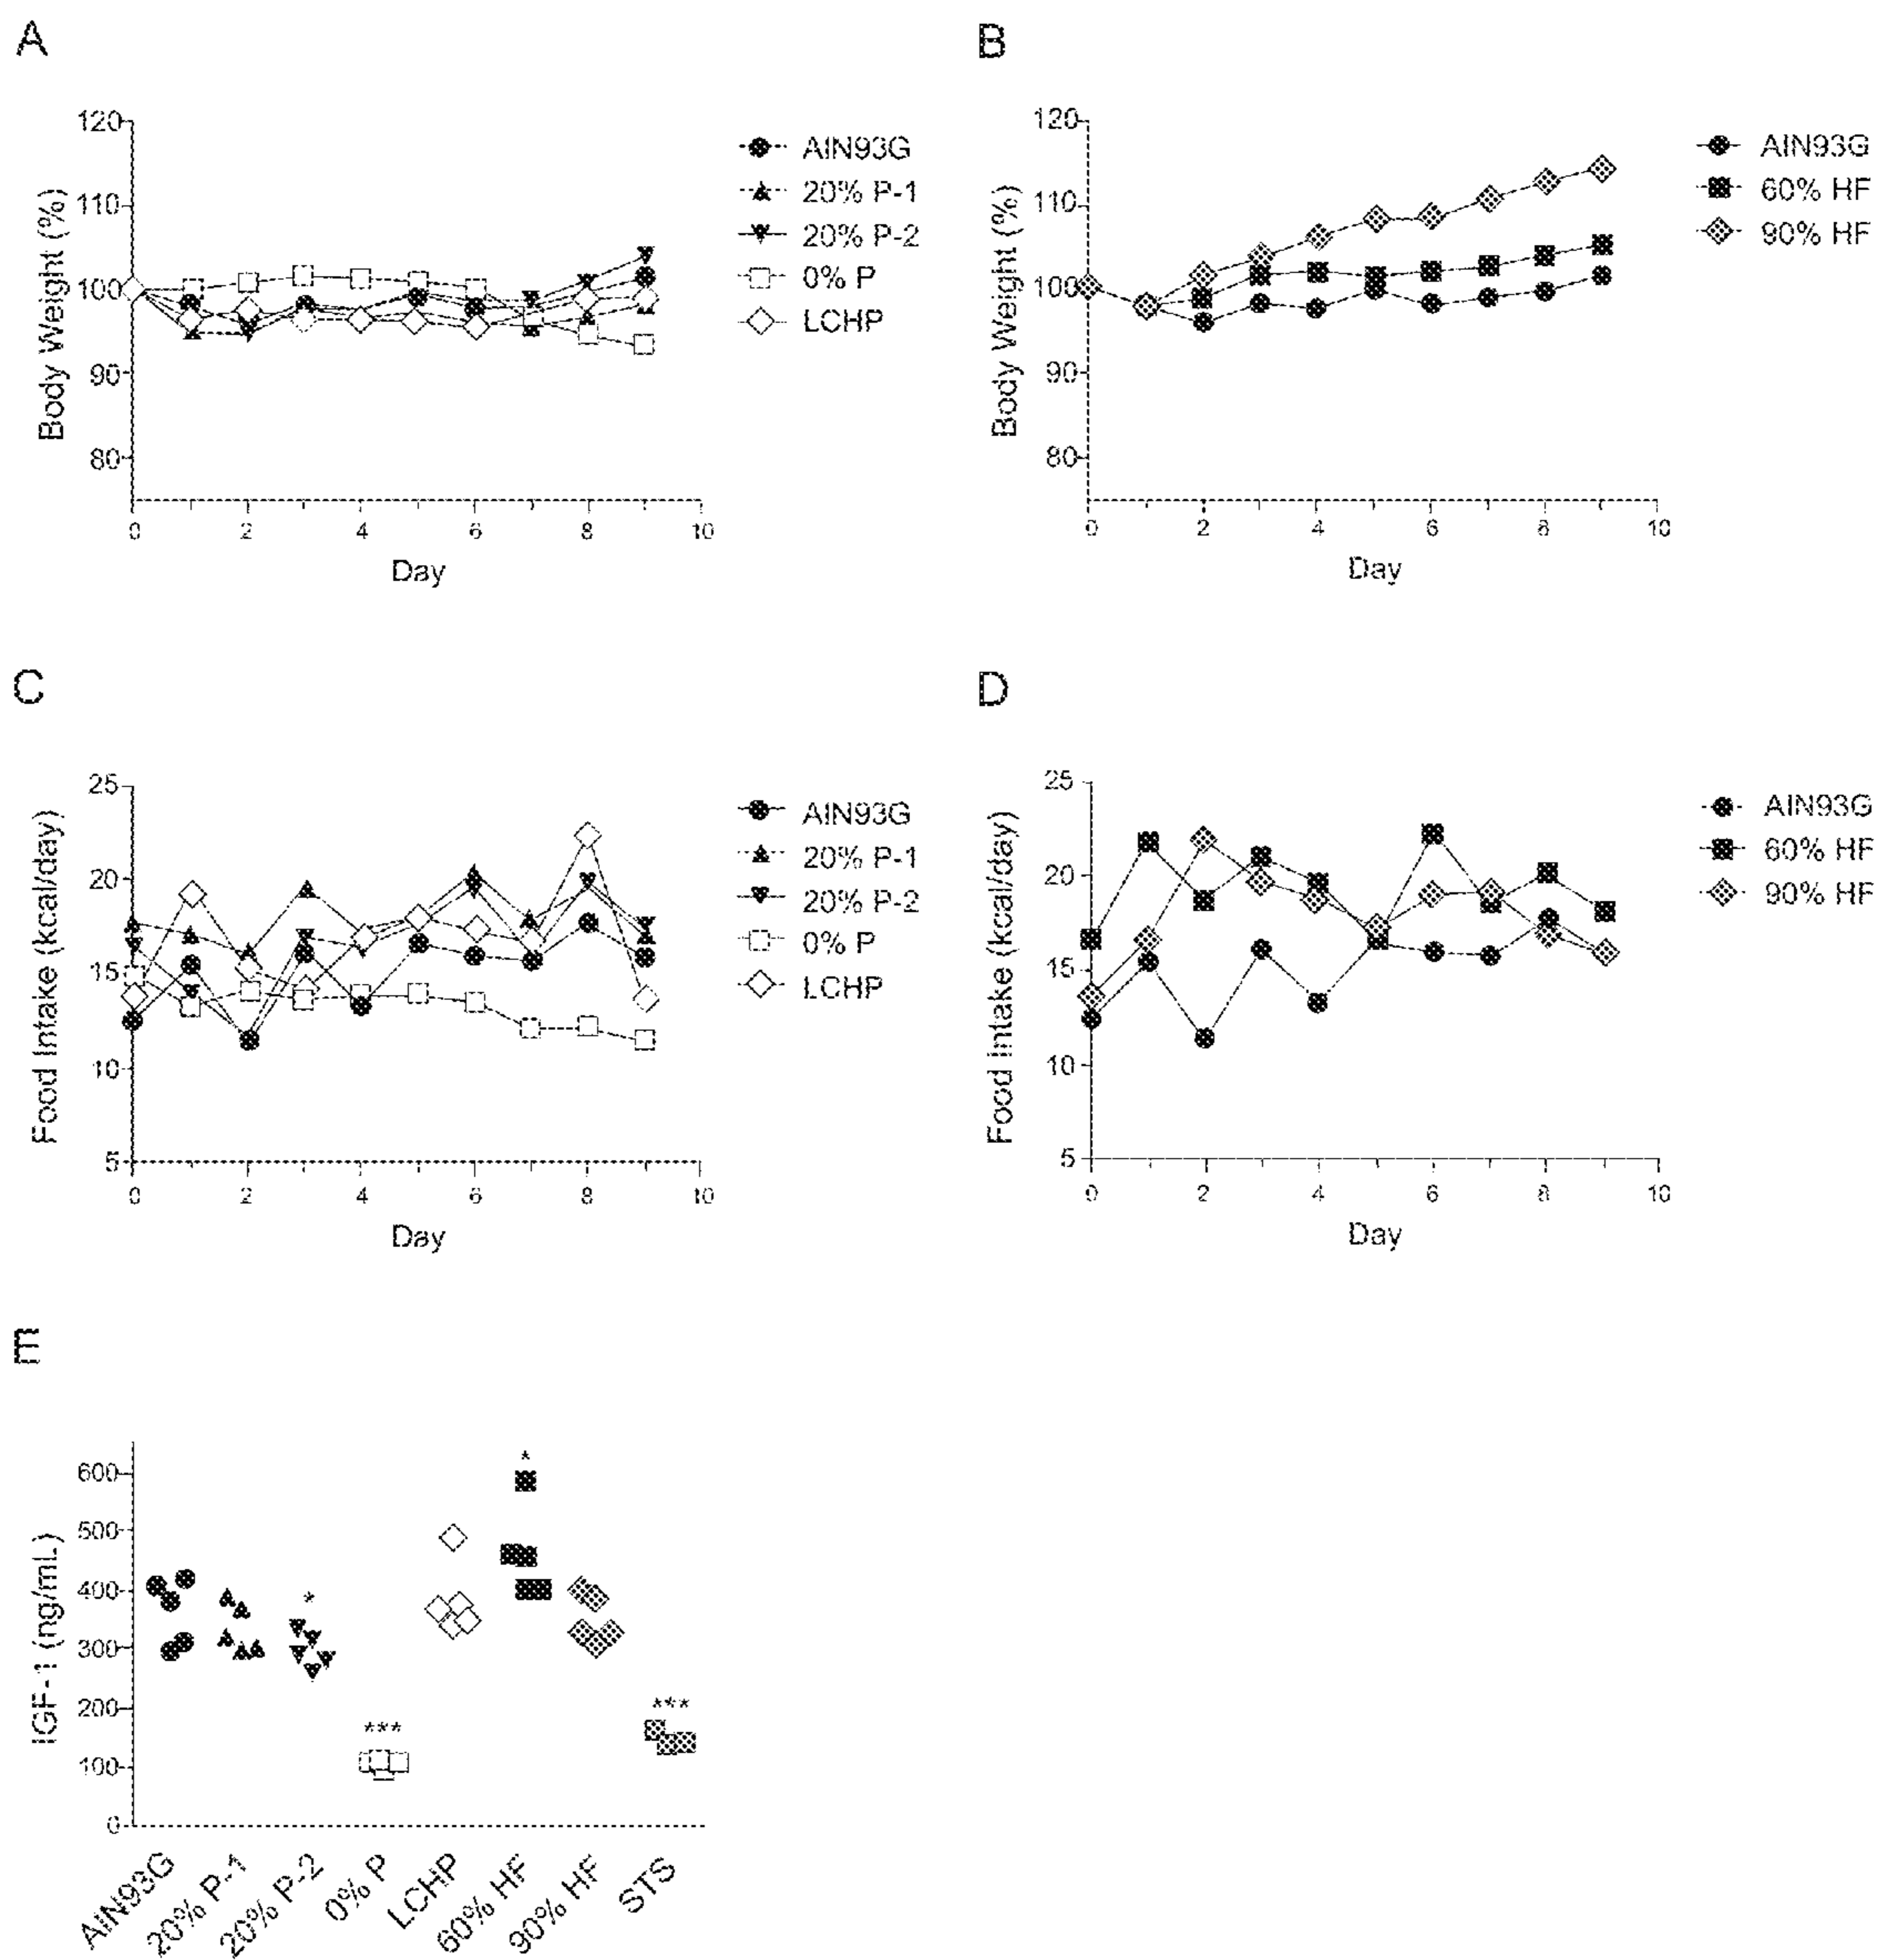 A
120
110
100
90
80
Body Weight (%)
0 2 4 6 8 10
Day
AIN93G
20% P-1
20% P-2
0% P
LCHP
B
120
110
100
90
80
Body Weight (%)
0 2 4 6 8 10
Day
AIN93G
60% HF
90% HF
C
25
20
15
10
5
Food Intake (kcal/day)
0 2 4 6 8 10
Day
AIN93G
20% P-1
20% P-2
0% P
LCHP
D
25
20
15
10
5
Food Intake (kcal/day)
0 2 4 6 8 10
Day
AIN93G
60% HF
90% HF
E
600
500
400
300
200
100
0
IGF-1 (ng/mL)
*
***
*
***
AIN93G
20% P-1
20% P-2
0% P
LCHP
60% HF
90% HF
STS